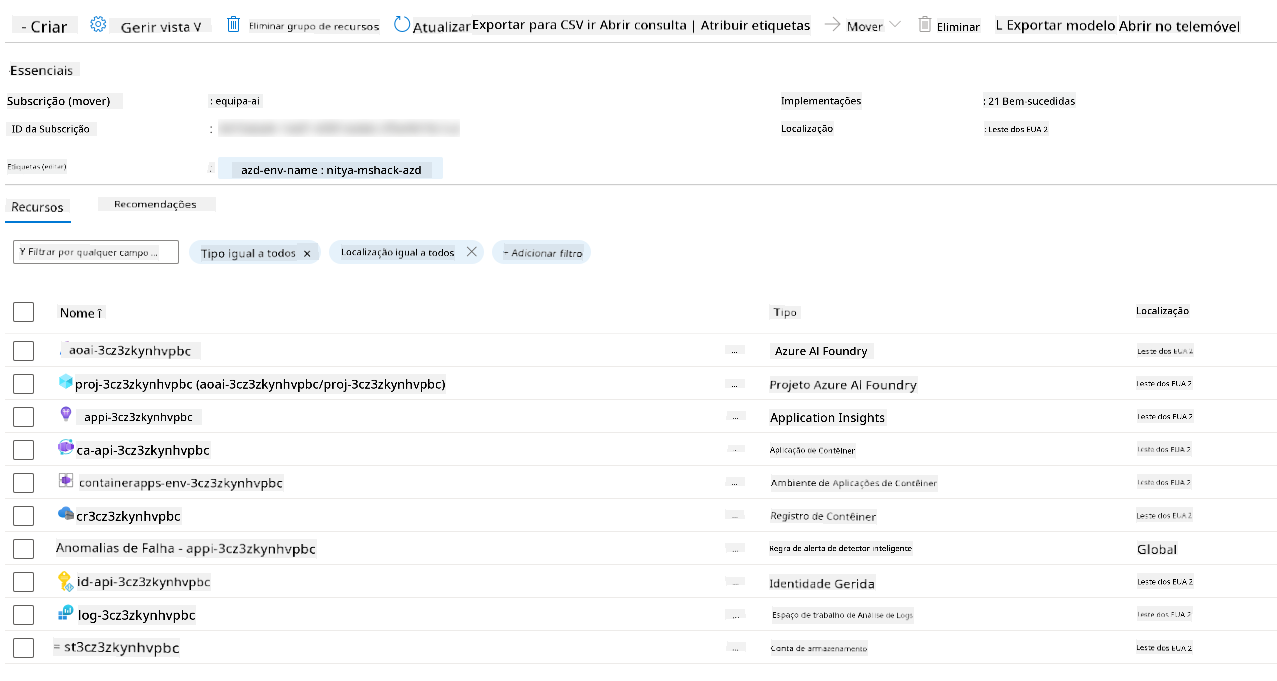 - Criar Gerir vista V Eliminar grupo de recursos Atualizar Exportar para CSV ir Abrir consulta | Atribuir etiquetas Mover Eliminar L Exportar modelo Abrir no telemóvel
Essenciais
Subscrição (mover) : equipa-ai Implementações : 21 Bem-sucedidas
ID da Subscrição : Localização : Leste dos EUA 2
Etiquetas (editar) : azd-env-name : nitya-mshack-azd
Recursos Recomendações
Y Filtrar por qualquer campo ... Tipo igual a todos × Localização igual a todos × + Adicionar filtro
Nome î Tipo Localização
aoai-3cz3zkynhvpbc ... Azure Al Foundry Leste dos EUA 2
proj-3cz3zkynhvpbc (aoai-3cz3zkynhvpbc/proj-3cz3zkynhvpbc) ... Projeto Azure Al Foundry Leste dos EUA 2
appi-3cz3zkynhvpbc ... Application Insights Leste dos EUA 2
ca-api-3cz3zkynhvpbc ... Aplicação de Contêiner Leste dos EUA 2
containerapps-env-3cz3zkynhvpbc ... Ambiente de Aplicações de Contêiner Leste dos EUA 2
cr3cz3zkynhvpbc ... Registro de Contêiner Leste dos EUA 2
Anomalias de Falha - appi-3cz3zkynhvpbc ... Regra de alerta de detector inteligente Global
id-api-3cz3zkynhvpbc ... Identidade Gerida Leste dos EUA 2
log-3cz3zkynhvpbc ... Espaço de trabalho de Análise de Logs Leste dos EUA 2
= st3cz3zkynhvpbc ... Conta de armazenamento Leste dos EUA 2